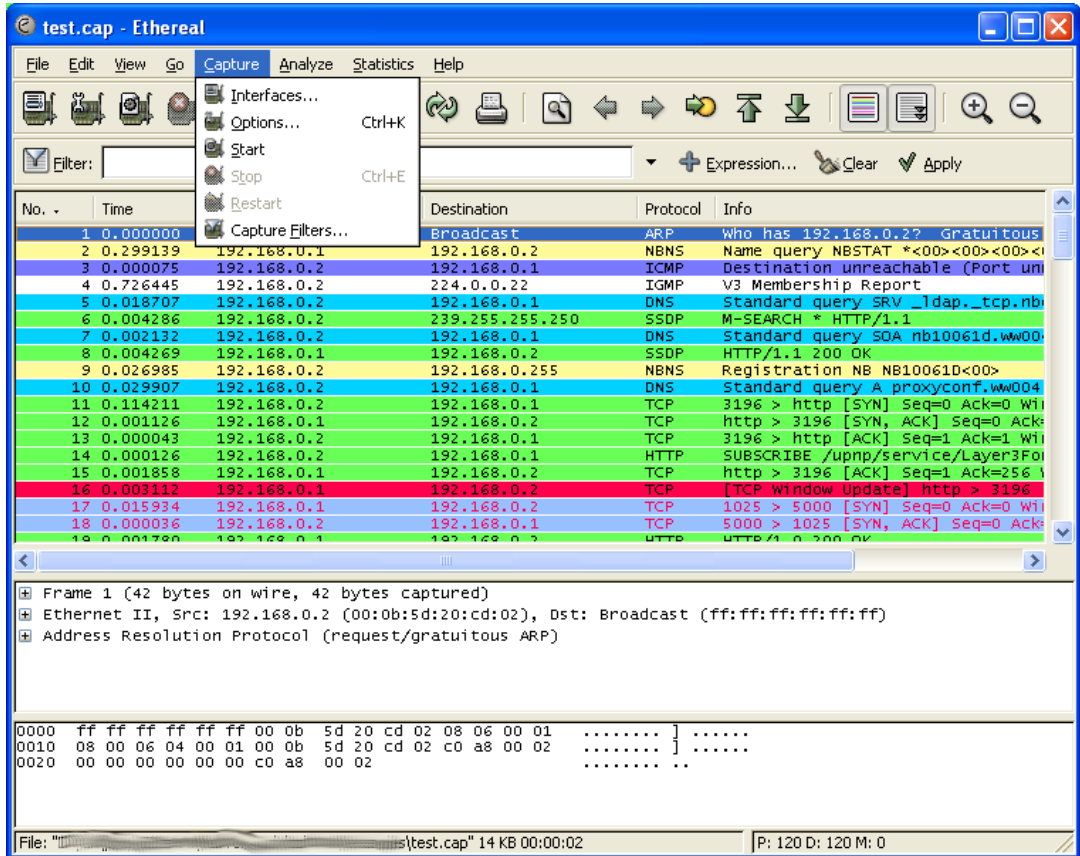 test.cap - Ethereal
File Edit View Go Capture Analyze Statistics Help
Interfaces...
Options... Ctrl+K
Start
Stop Ctrl+E
Restart
Capture Filters...
Filter: Expression... Clear Apply
No. Time Destination Protocol Info
1 0.000000 Broadcast ARP Who has 192.168.0.2? Gratuitous
2 0.299139 192.168.0.1 192.168.0.2 NBNS Name query NBSTAT *<00><00><00><
3 0.000075 192.168.0.2 192.168.0.1 ICMP Destination unreachable (Port un
4 0.726445 192.168.0.2 224.0.0.22 IGMP V3 Membership Report
5 0.018707 192.168.0.2 192.168.0.1 DNS Standard query SRV _ldap._tcp.nb
6 0.004286 192.168.0.2 239.255.255.250 SSDP M-SEARCH * HTTP/1.1
7 0.002132 192.168.0.2 192.168.0.1 DNS Standard query SOA nb10061d.ww00
8 0.004269 192.168.0.1 192.168.0.2 SSDP HTTP/1.1 200 OK
9 0.026985 192.168.0.2 192.168.0.255 NBNS Registration NB NB10061D<00>
10 0.029907 192.168.0.2 192.168.0.1 DNS Standard query A proxyconf.ww004
11 0.114211 192.168.0.2 192.168.0.1 TCP 3196 > http [SYN] Seq=0 Ack=0 Wi
12 0.001126 192.168.0.1 192.168.0.2 TCP http > 3196 [SYN, ACK] Seq=0 Ack=
13 0.000043 192.168.0.2 192.168.0.1 TCP 3196 > http [ACK] Seq=1 Ack=1 Wi
14 0.000126 192.168.0.2 192.168.0.1 HTTP SUBSCRIBE /upnp/service/Layer3Fo
15 0.001858 192.168.0.1 192.168.0.2 TCP http > 3196 [ACK] Seq=1 Ack=256
16 0.003112 192.168.0.1 192.168.0.2 TCP [TCP Window Update] http > 3196
17 0.015934 192.168.0.1 192.168.0.2 TCP 1025 > 5000 [SYN] Seq=0 Ack=0 Wi
18 0.000036 192.168.0.2 192.168.0.1 TCP 5000 > 1025 [SYN, ACK] Seq=0 Ack=
19 0.001780 192.168.0.1 192.168.0.2 HTTP HTTP/1.0 200 OK
Frame 1 (42 bytes on wire, 42 bytes captured)
Ethernet II, Src: 192.168.0.2 (00:0b:5d:20:cd:02), Dst: Broadcast (ff:ff:ff:ff:ff:ff)
Address Resolution Protocol (request/gratuitous ARP)
0000 ff ff ff ff ff ff 00 0b 5d 20 cd 02 08 06 00 01 ........ ] ......
0010 08 00 06 04 00 01 00 0b 5d 20 cd 02 c0 a8 00 02 ........ ] ......
0020 00 00 00 00 00 00 c0 a8 00 02 ........ ..
File: " s\test.cap" 14 KB 00:00:02 P: 120 D: 120 M: 0